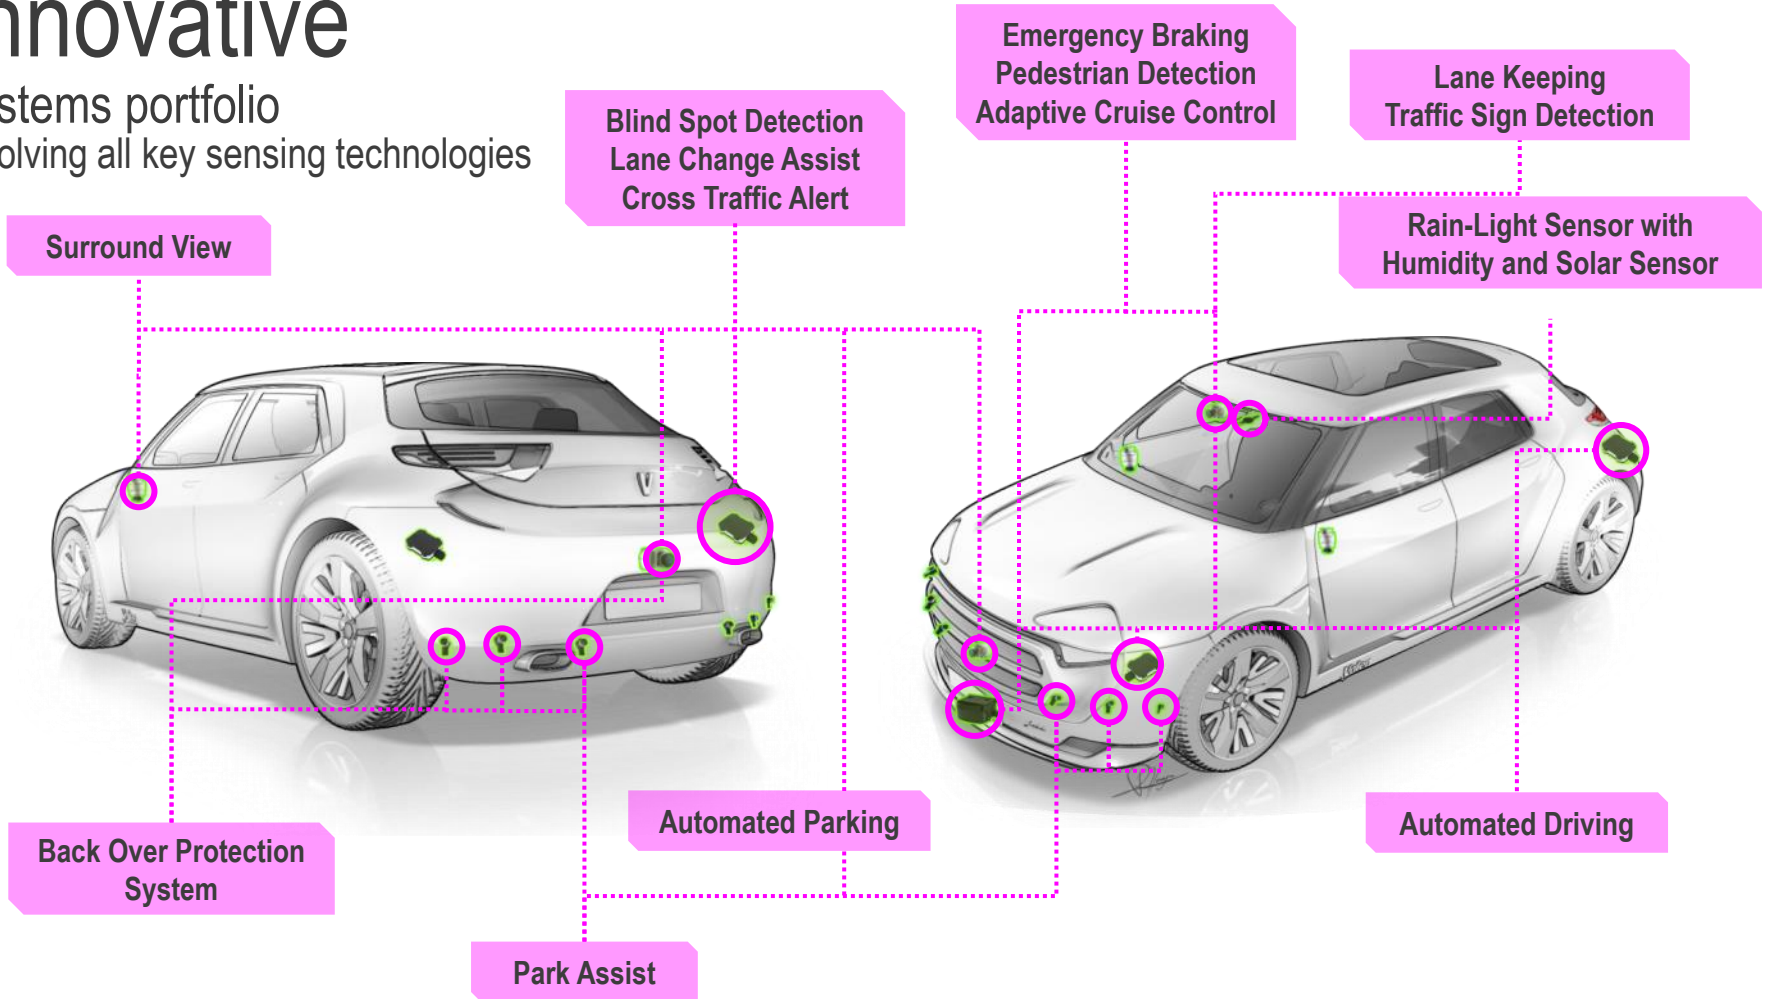 nnovative
stems portfolio
olving all key sensing technologies
Emergency Braking
Pedestrian Detection
Adaptive Cruise Control
Lane Keeping
Traffic Sign Detection
Blind Spot Detection
Lane Change Assist
Cross Traffic Alert
Rain-Light Sensor with
Humidity and Solar Sensor
Surround View
Automated Parking
Automated Driving
Back Over Protection
System
Park Assist